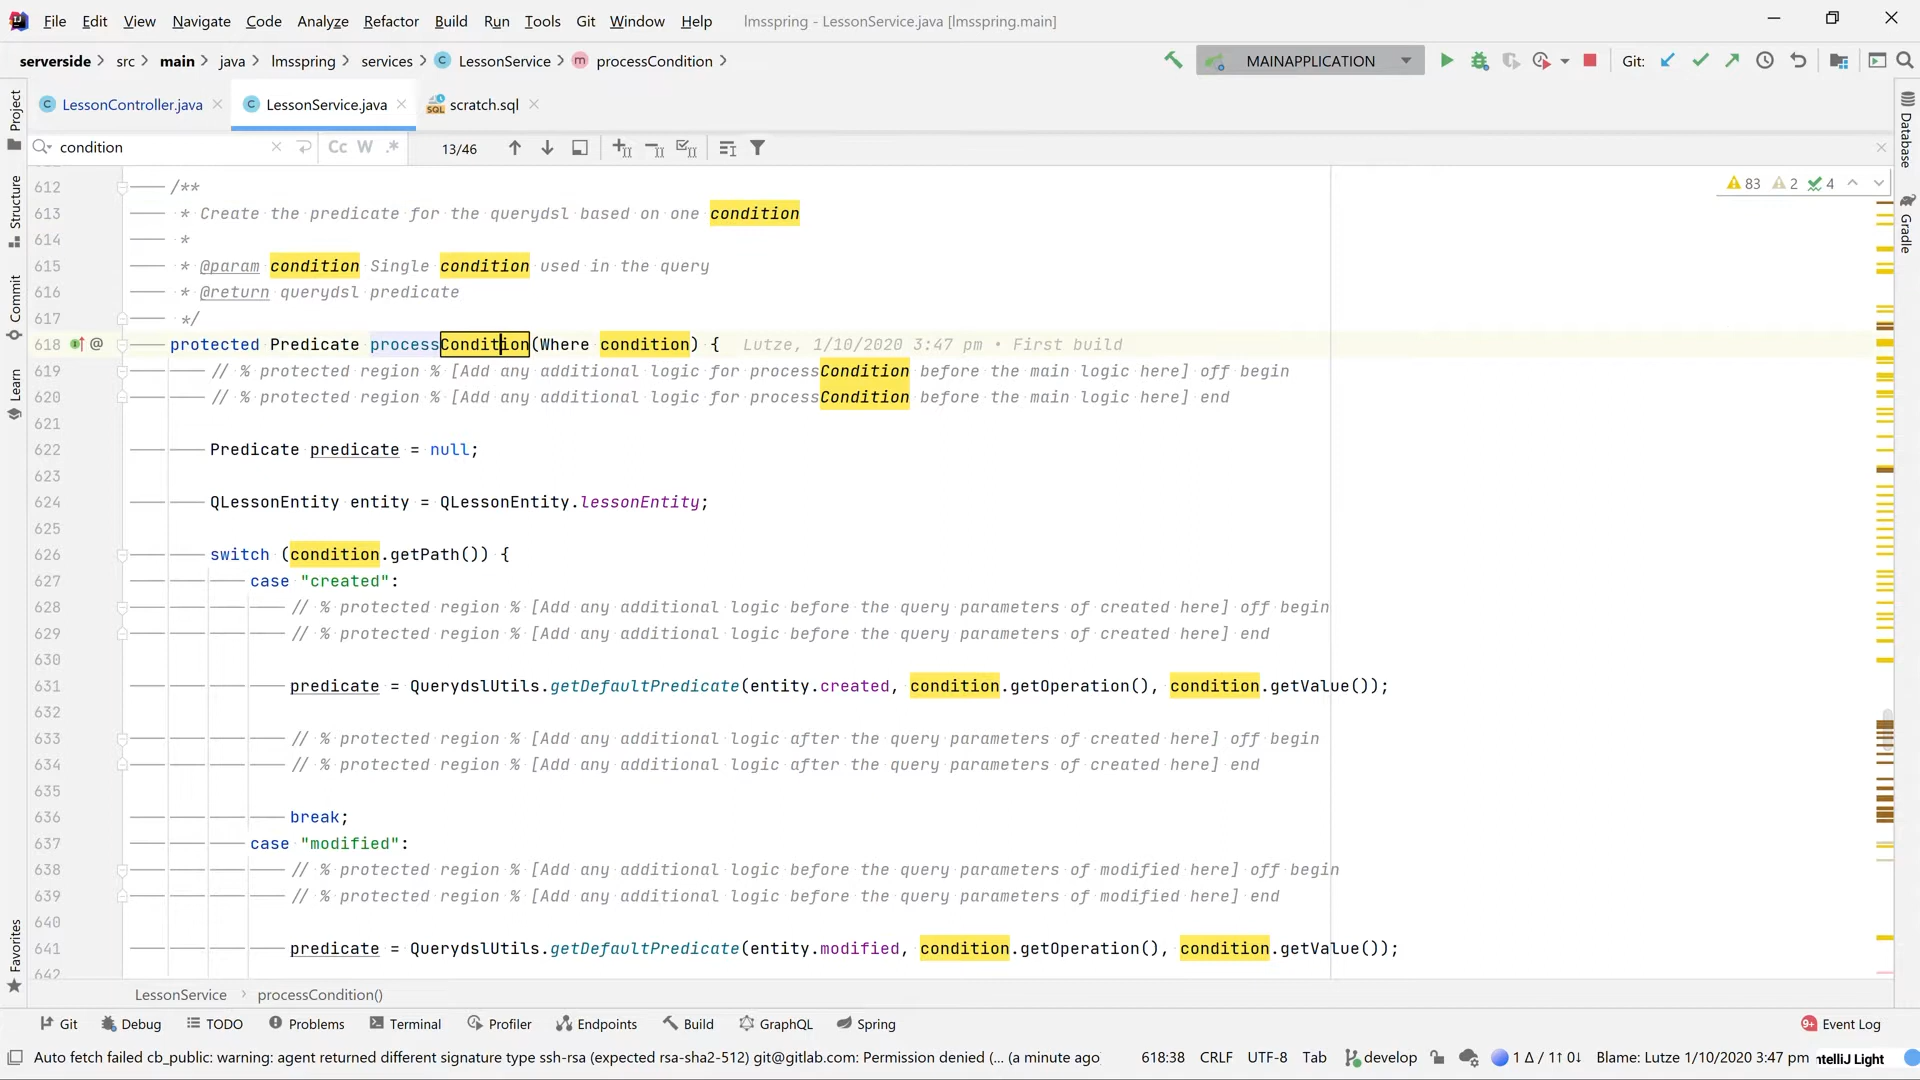 File Edit View Navigate Code Analyze Refactor Build Run Tools Git Window Help lmsspring - LessonService.java [lmsspring.main]
serverside src main java lmsspring services LessonService processCondition MAINAPPLICATION Git:
LessonController.java LessonService.java scratch.sql
condition Cc W .* 13/46
83 2 4
612 /**
613 * Create the predicate for the querydsl based on one condition
614 *
615 * @param condition Single condition used in the query
616 * @return querydsl predicate
617 */
618 protected Predicate processCondition(Where condition) { Lutze, 1/10/2020 3:47 pm • First build
619 // % protected region % [Add any additional logic for processCondition before the main logic here] off begin
620 // % protected region % [Add any additional logic for processCondition before the main logic here] end
621
622 Predicate predicate = null;
623
624 QLessonEntity entity = QLessonEntity.lessonEntity;
625
626 switch (condition.getPath()) {
627 case "created":
628 // % protected region % [Add any additional logic before the query parameters of created here] off begin
629 // % protected region % [Add any additional logic before the query parameters of created here] end
630
631 predicate = QuerydslUtils.getDefaultPredicate(entity.created, condition.getOperation(), condition.getValue());
632
633 // % protected region % [Add any additional logic after the query parameters of created here] off begin
634 // % protected region % [Add any additional logic after the query parameters of created here] end
635
636 break;
637 case "modified":
638 // % protected region % [Add any additional logic before the query parameters of modified here] off begin
639 // % protected region % [Add any additional logic before the query parameters of modified here] end
640
641 predicate = QuerydslUtils.getDefaultPredicate(entity.modified, condition.getOperation(), condition.getValue());
642
Project
Structure
Commit
Learn
Favorites
Database
Gradle
LessonService processCondition()
Git Debug TODO Problems Terminal Profiler Endpoints Build GraphQL Spring 9+ Event Log
Auto fetch failed cb_public: warning: agent returned different signature type ssh-rsa (expected rsa-sha2-512) git@gitlab.com: Permission denied (... (a minute ago) 618:38 CRLF UTF-8 Tab develop 1 Δ / 1↑ 0↓ Blame: Lutze 1/10/2020 3:47 pm ntelliJ Light